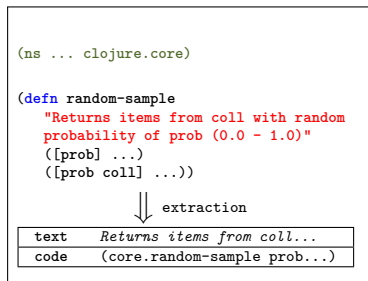 (ns ... clojure.core)
(defn random-sample
"Returns items from coll with random
probability of prob (0.0 - 1.0)"
([prob] ...)
([prob coll] ...))
extraction
text Returns items from coll...
code (core.random-sample prob...)